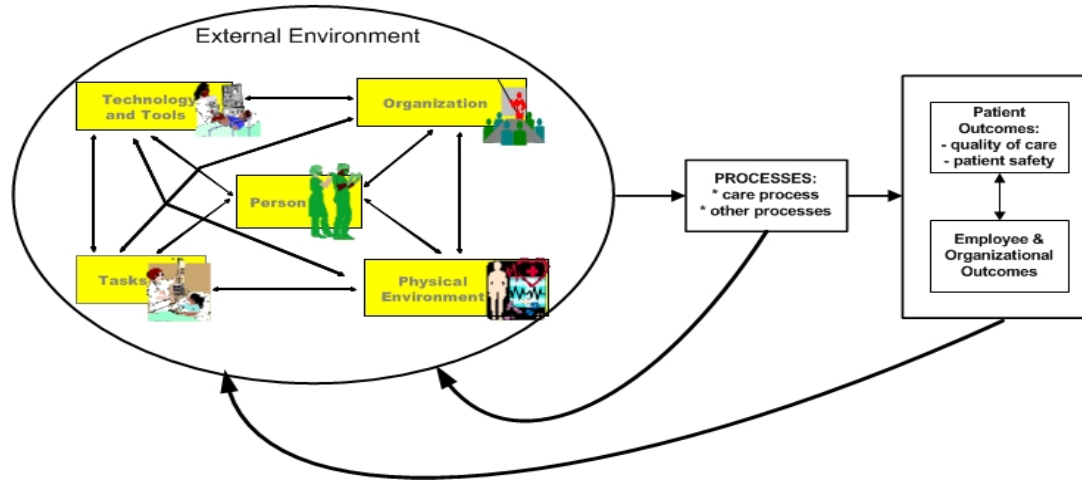 External Environment
Technology
and Tools
Organization
Person
Tasks
Physical
Environment
PROCESSES:
* care process
* other processes
Patient
Outcomes:
- quality of care
- patient safety
Employee &
Organizational
Outcomes